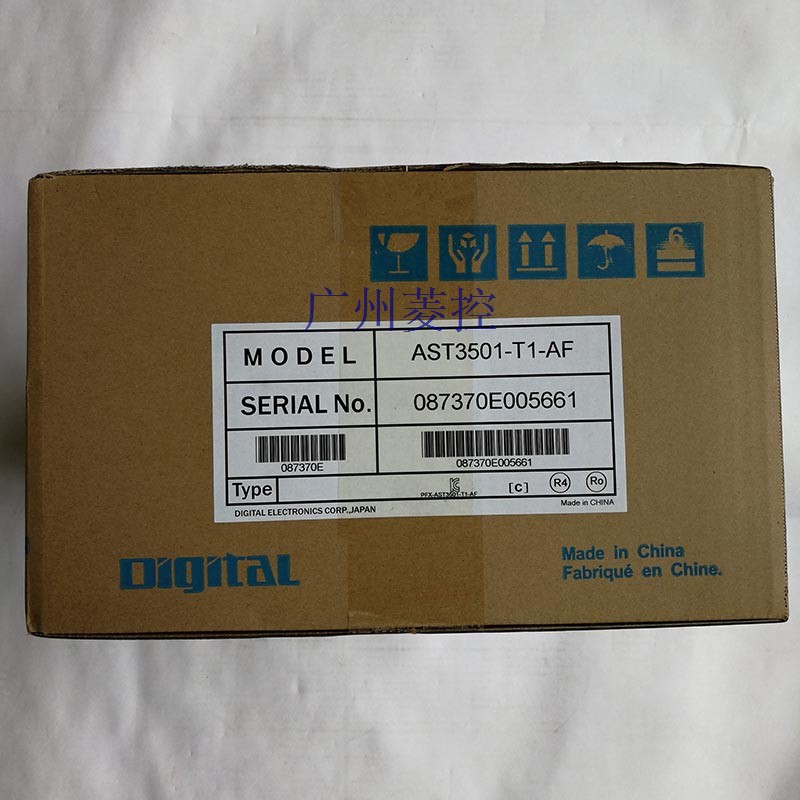 6
广州菱控
MODEL AST3501-T1-AF
SERIAL No. 087370E005661
087370E 087370E005661
Type PFX-AST3501-T1-AF [C] R4 Ro
DIGITAL ELECTRONICS CORP.,JAPAN Made in CHINA
Digital
Made in China
Fabriqué en Chine.